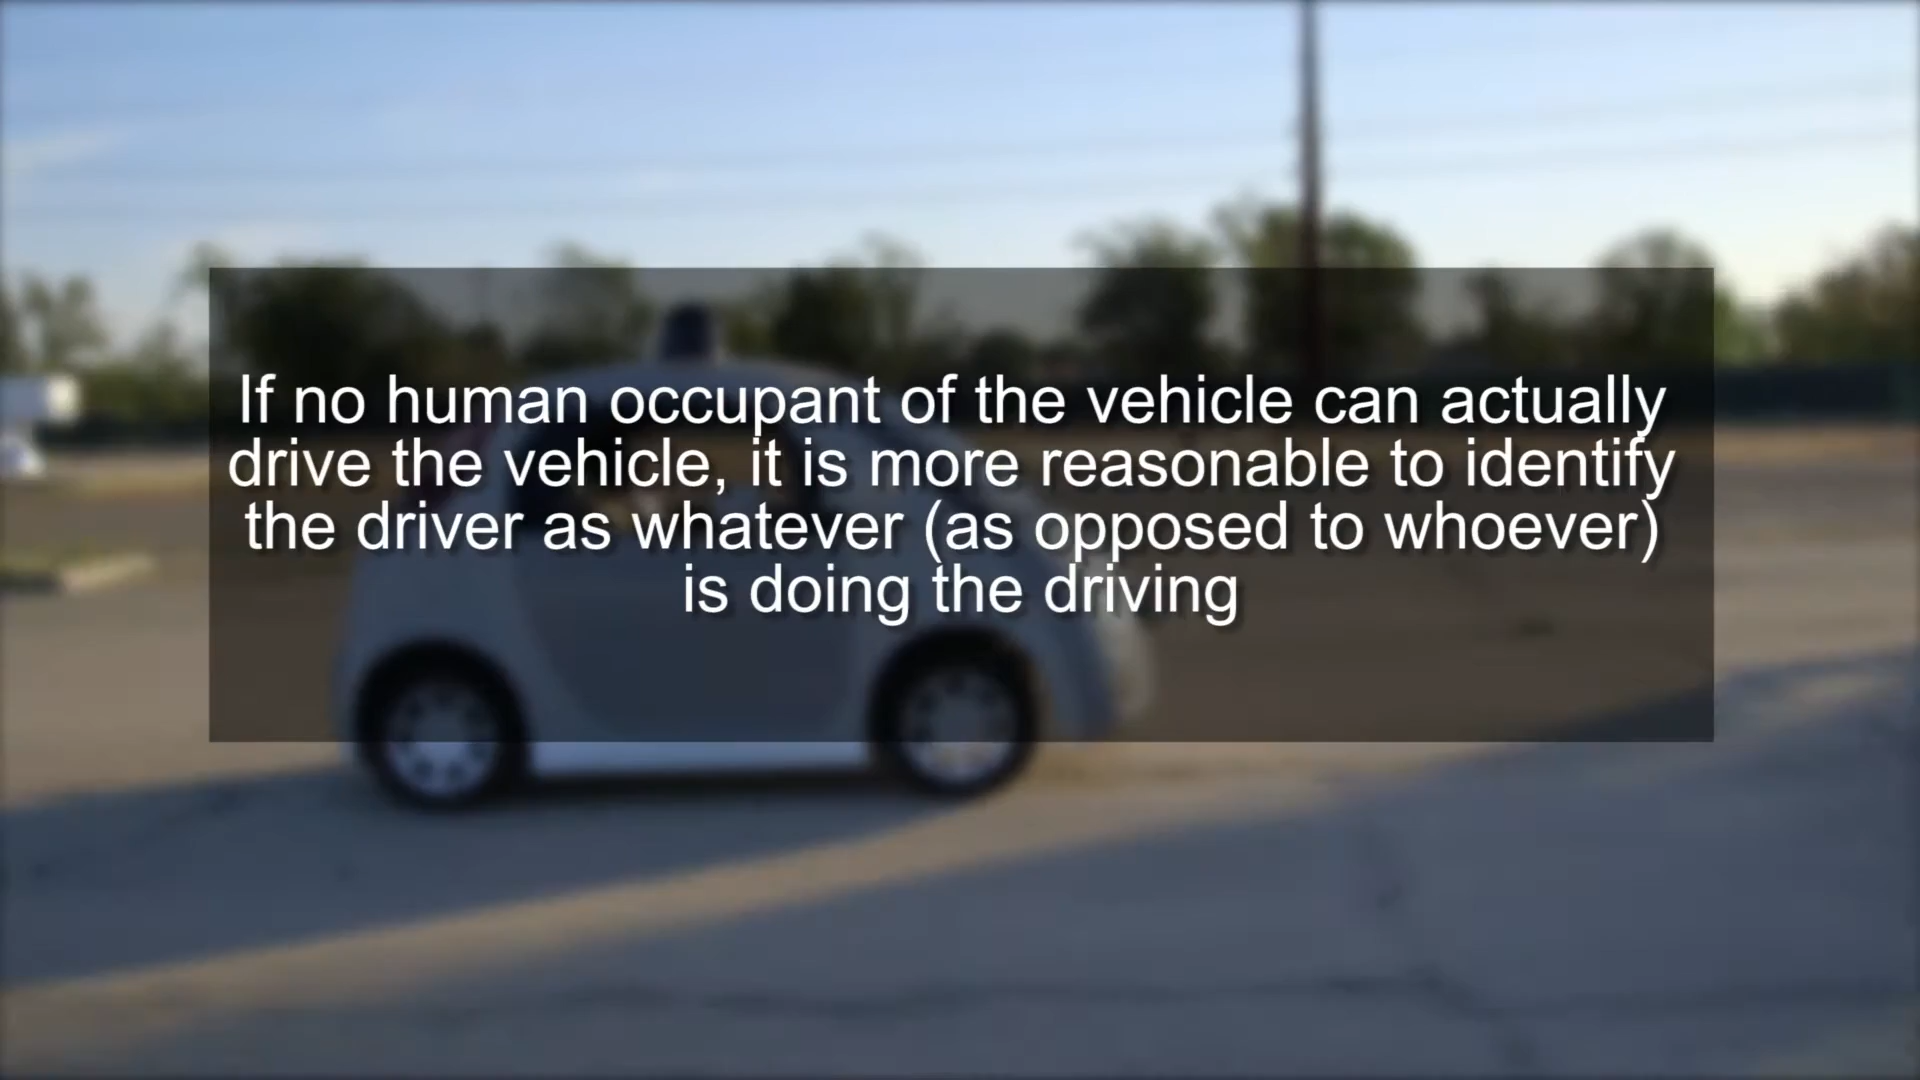 If no human occupant of the vehicle can actually
drive the vehicle, it is more reasonable to identify
the driver as whatever (as opposed to whoever)
is doing the driving